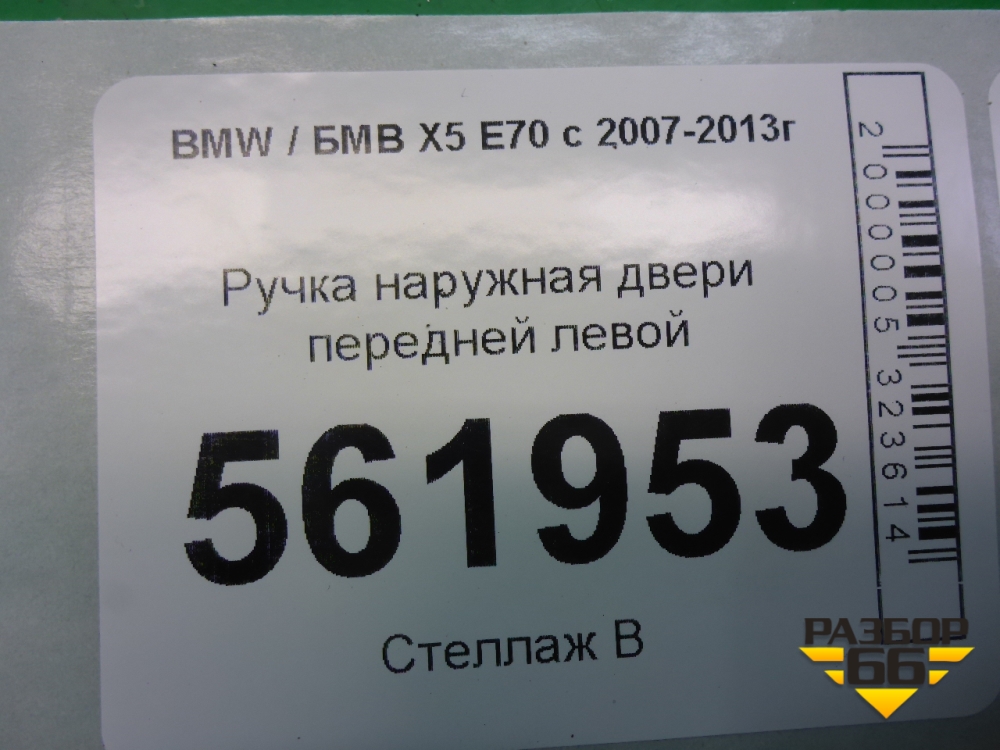 BMW / БМВ X5 E70 с 2007-2013г
Ручка наружная двери
передней левой
561953
Стеллаж В
2000005323614
РАЗБОР
66